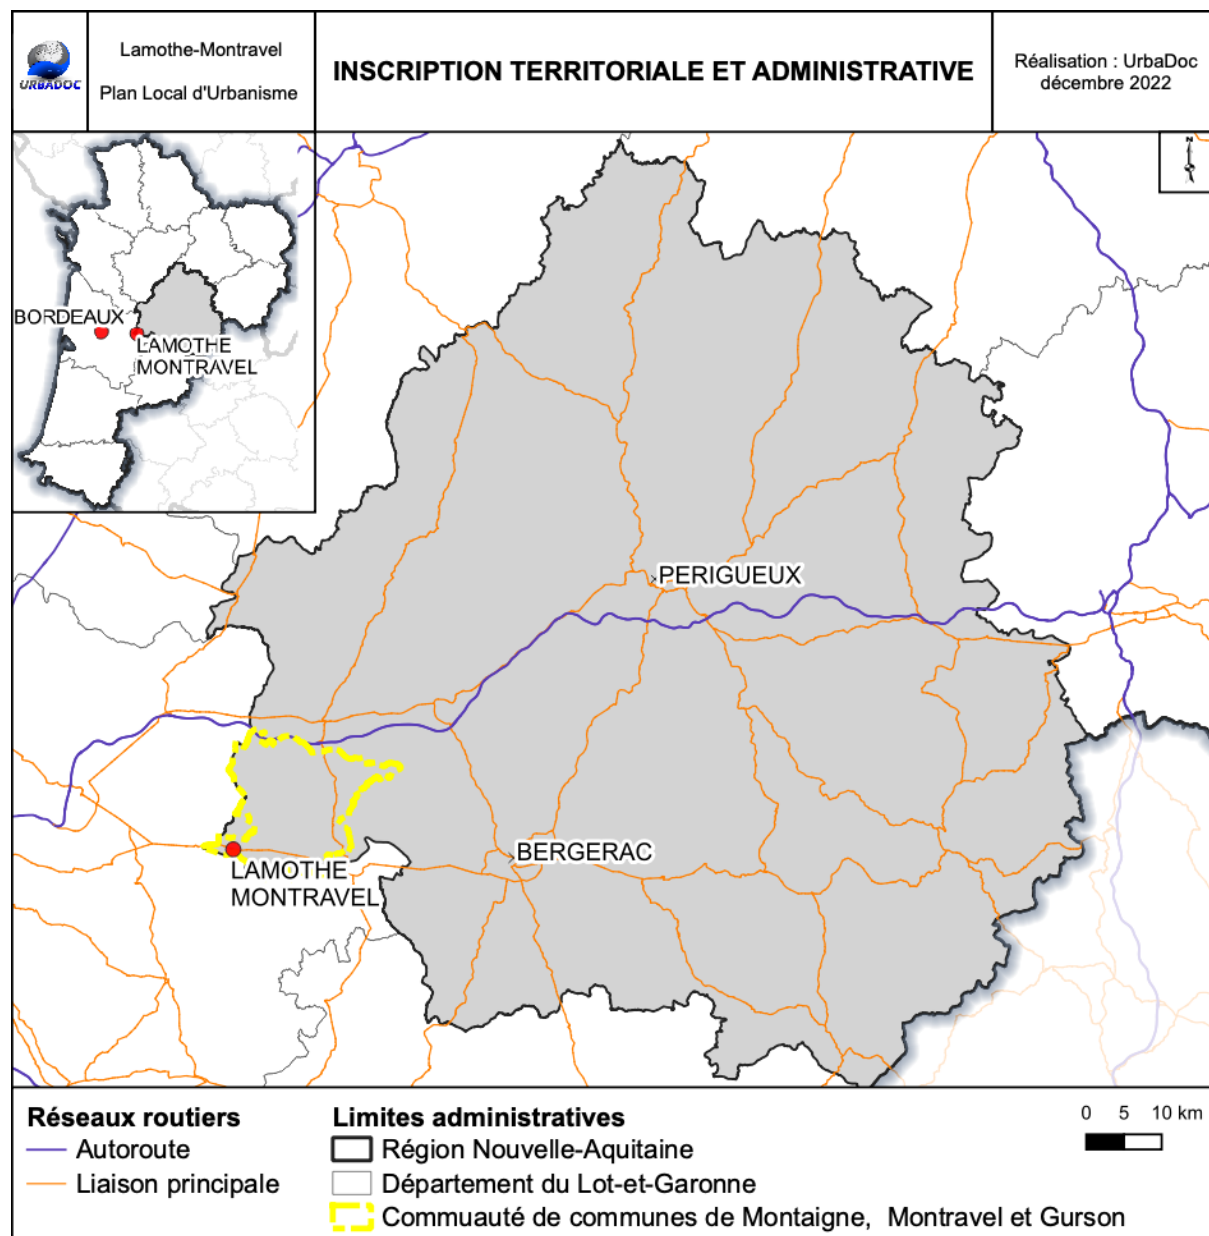 URBADOC
Lamothe-Montravel
Plan Local d'Urbanisme
INSCRIPTION TERRITORIALE ET ADMINISTRATIVE
Réalisation : UrbaDoc
décembre 2022
N
BORDEAUX
LAMOTHE
MONTRAVEL
PERIGUEUX
BERGERAC
LAMOTHE
MONTRAVEL
Réseaux routiers
Autoroute
Liaison principale
Limites administratives
Région Nouvelle-Aquitaine
Département du Lot-et-Garonne
Commuauté de communes de Montaigne, Montravel et Gurson
0 5 10 km